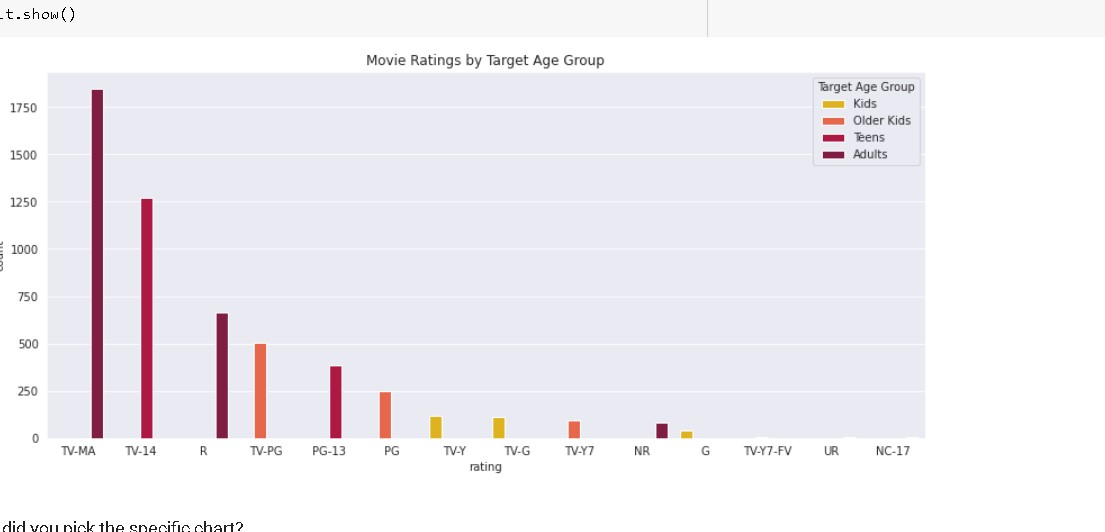 lt.show()
Movie Ratings by Target Age Group
Target Age Group
Kids
Older Kids
Teens
Adults
1750
1500
1250
1000
750
500
250
0
TV-MA TV-14 R TV-PG PG-13 PG TV-Y TV-G TV-Y7 NR G TV-Y7-FV UR NC-17
rating
did you pick the specific chart?